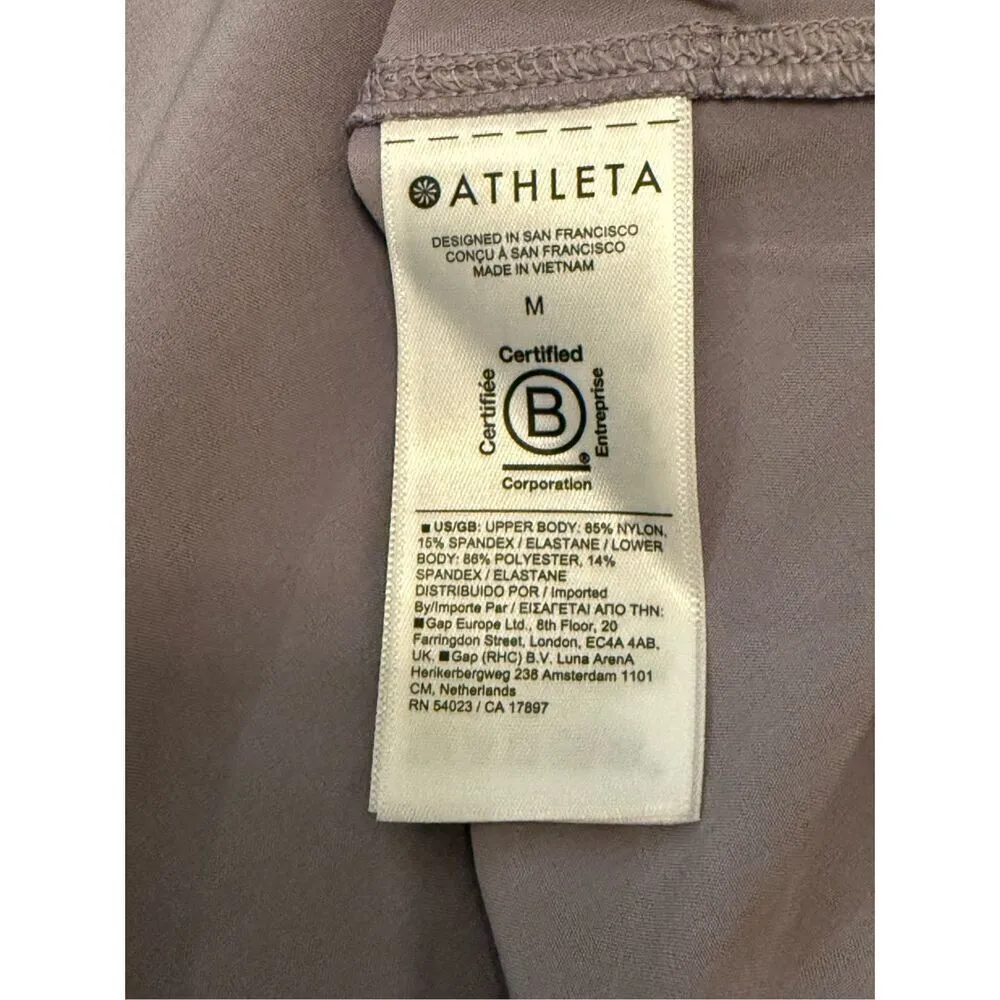 ATHLETA
DESIGNED IN SAN FRANCISCO
CONÇU À SAN FRANCISCO
MADE IN VIETNAM
M
Certified
Certifiée
B
Entreprise
®
Corporation
■ US/GB: UPPER BODY: 85% NYLON,
15% SPANDEX / ELASTANE / LOWER
BODY: 86% POLYESTER, 14%
SPANDEX / ELASTANE
DISTRIBUIDO POR / Imported
By/Importe Par / ΕΙΣΑΓΕΤΑΙ ΑΠΟ ΤΗΝ:
■Gap Europe Ltd., 8th Floor, 20
Farringdon Street, London, EC4A 4AB,
UK. ■Gap (RHC) B.V. Luna ArenA
Herikerbergweg 238 Amsterdam 1101
CM, Netherlands
RN 54023 / CA 17897